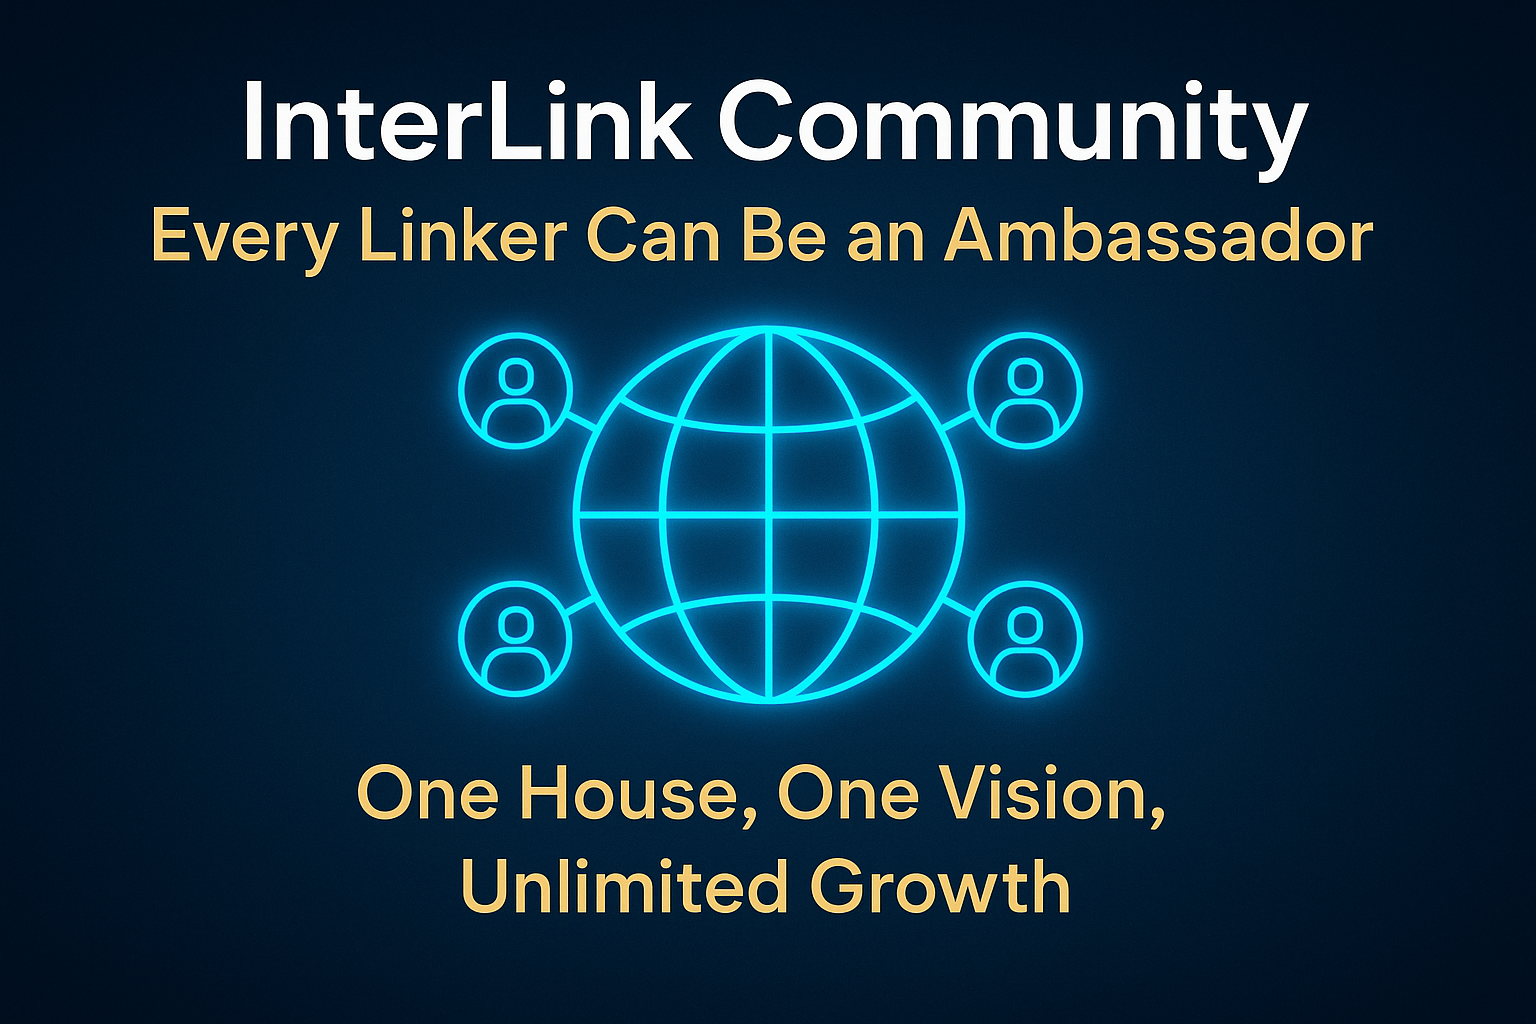 InterLink Community
Every Linker Can Be an Ambassador
One House, One Vision,
Unlimited Growth